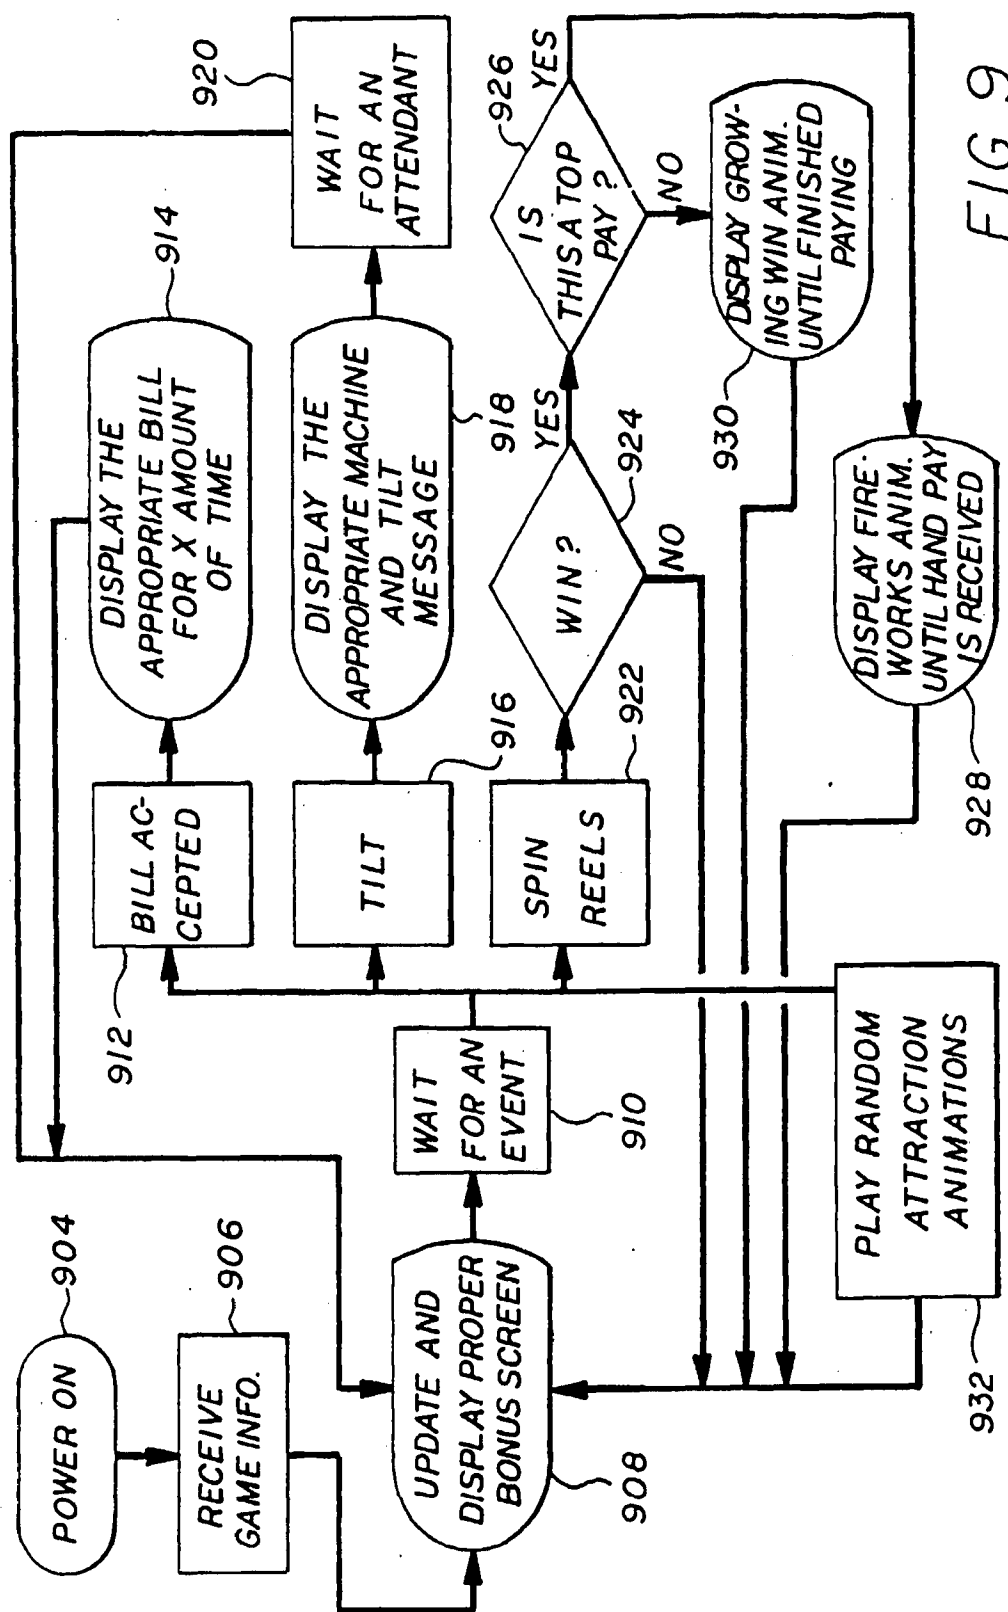 POWER ON
904
RECEIVE
GAME INFO.
906
UPDATE AND
DISPLAY PROPER
BONUS SCREEN
908
WAIT
FOR AN
EVENT
910
BILL AC-
CEPTED
912
DISPLAY THE
APPROPRIATE BILL
FOR X AMOUNT
OF TIME
914
TILT
916
DISPLAY THE
APPROPRIATE MACHINE
AND TILT
MESSAGE
918
WAIT
FOR AN
ATTENDANT
920
SPIN
REELS
922
WIN?
924
YES
NO
IS
THIS A TOP
PAY?
926
YES
NO
DISPLAY GROW-
ING WIN ANIM.
UNTIL FINISHED
PAYING
930
DISPLAY FIRE-
WORKS ANIM.
UNTIL HAND PAY
IS RECEIVED
928
PLAY RANDOM
ATTRACTION
ANIMATIONS
932
FIG 9